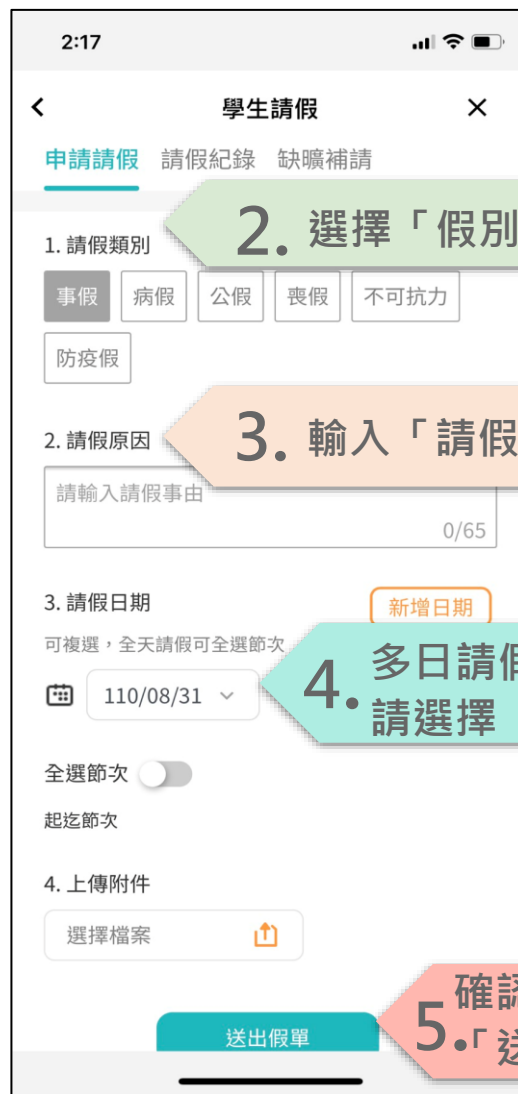 2:17
學生請假
申請請假 請假紀錄 缺曠補請
2. 選擇「假別
1. 請假類別
事假 病假 公假 喪假 不可抗力
防疫假
3. 輸入「請假
2. 請假原因
請輸入請假事由
0/65
3. 請假日期 新增日期
可複選，全天請假可全選節次
4. 多日請假
請選擇
110/08/31
全選節次
起迄節次
4. 上傳附件
選擇檔案
5. 確認
「送
送出假單